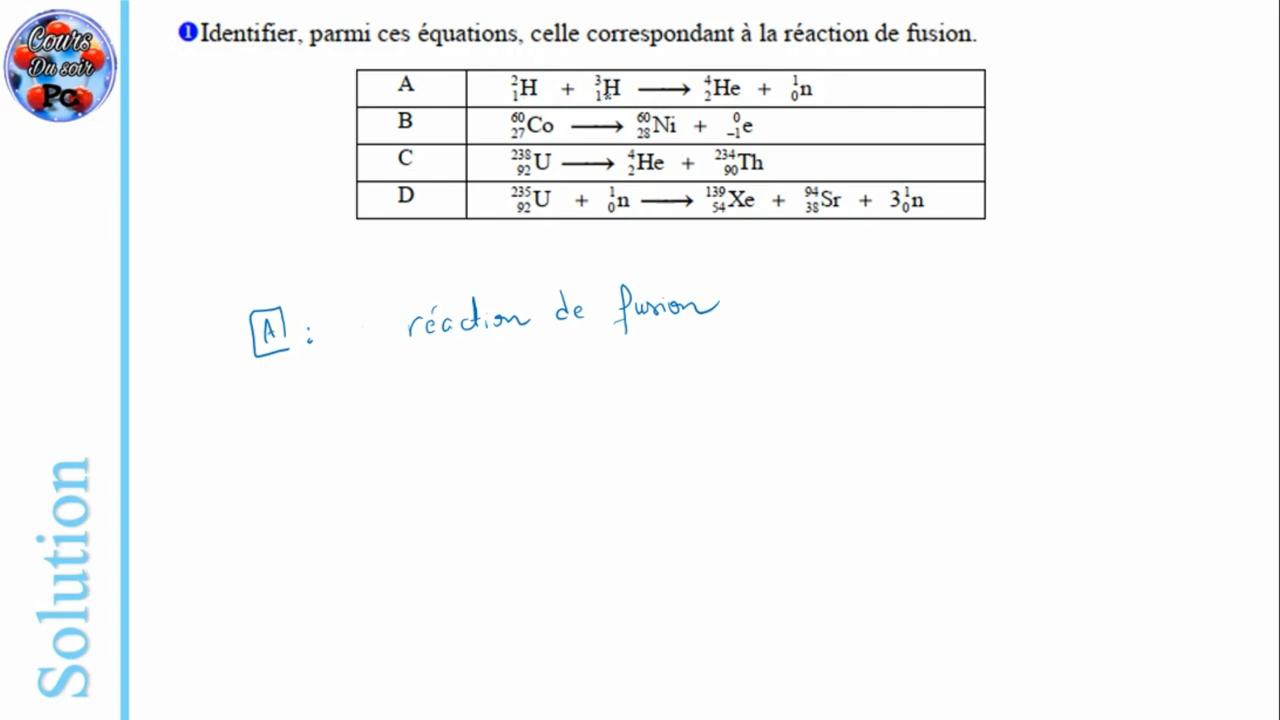 Cours
Du soir
PC
❶Identifier, parmi ces équations, celle correspondant à la réaction de fusion.
A ²₁H + ³₁H ⟶ ⁴₂He + ¹₀n
B ⁶⁰₂₇Co ⟶ ⁶⁰₂₈Ni + ⁰₋₁e
C ²³⁸₉₂U ⟶ ⁴₂He + ²³⁴₉₀Th
D ²³⁵₉₂U + ¹₀n ⟶ ¹³⁹₅₄Xe + ⁹⁴₃₈Sr + 3¹₀n
A : réaction de fusion
Solution